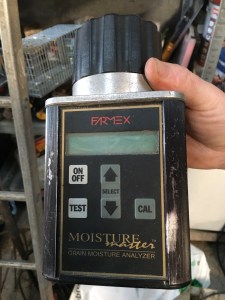 FARMEX
ON
OFF
SELECT
TEST
CAL
MOISTURE
master
GRAIN MOISTURE ANALYZER